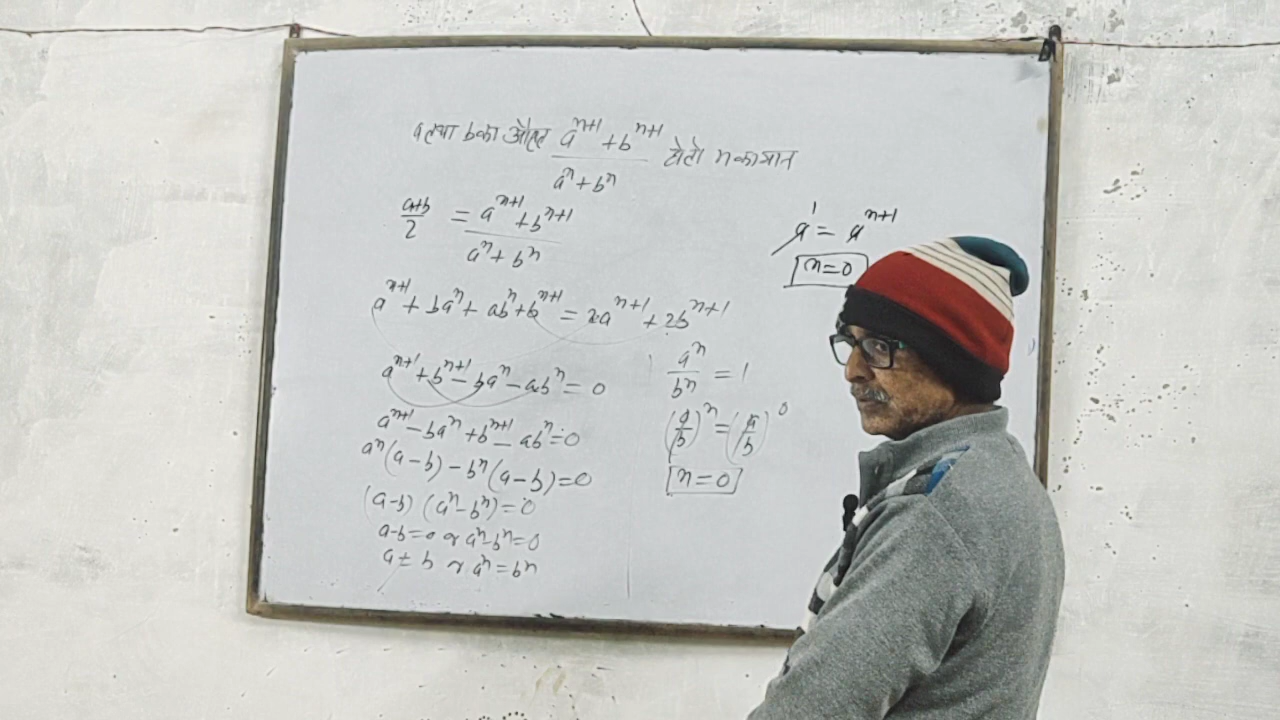 a तथा b का औसत (a^(n+1) + b^(n+1))/(a^n + b^n) हो तो n का मान
(a+b)/2 = (a^(n+1) + b^(n+1))/(a^n + b^n)
a^(n+1) + ba^n + ab^n + b^(n+1) = 2a^(n+1) + 2b^(n+1)
a^(n+1) + b^(n+1) - ba^n - ab^n = 0
a^(n+1) - ba^n + b^(n+1) - ab^n = 0
a^n(a-b) - b^n(a-b) = 0
(a-b) (a^n - b^n) = 0
a-b=0 or a^n - b^n = 0
a ≠ b or a^n = b^n
a^n/b^n = 1
(a/b)^n = (a/b)^0
n=0
a^1 = a^(n+1)
n=0